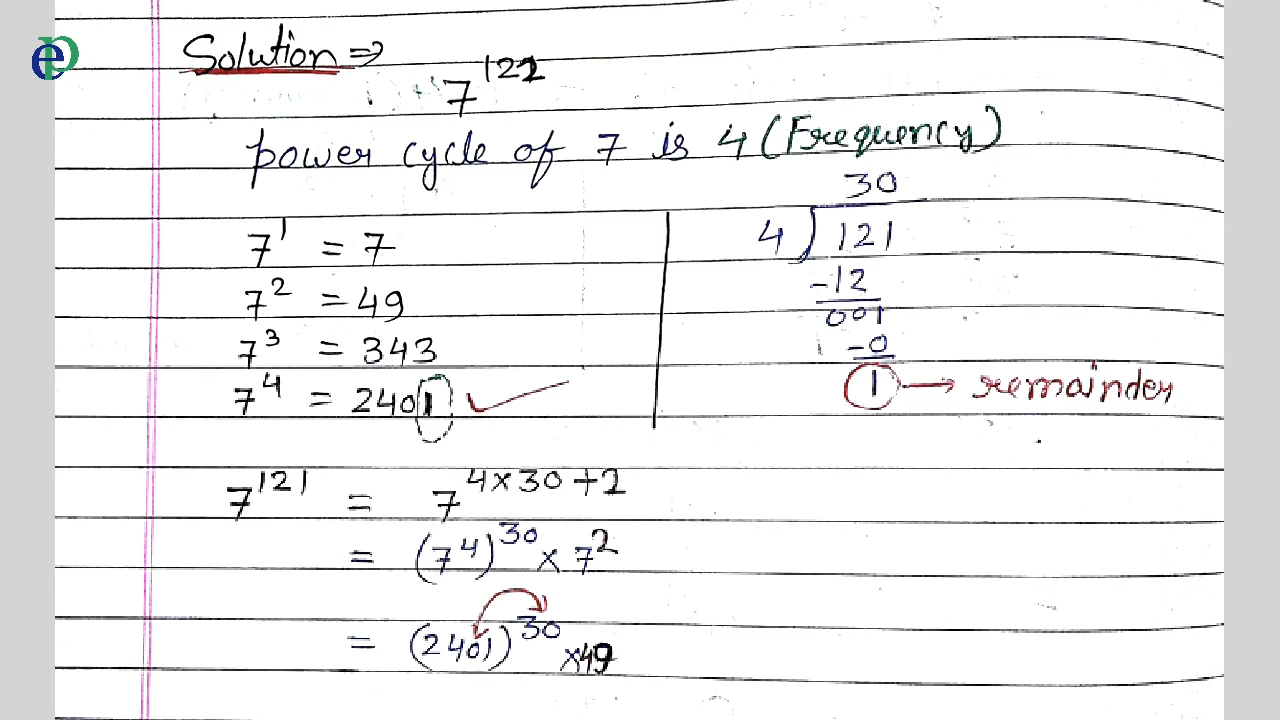 ep
Solution ⇒
7^122
power cycle of 7 is 4 (Frequency)
7^1 = 7
7^2 = 49
7^3 = 343
7^4 = 2401 ✓
30
4 ) 121
-12
001
-0
1 → remainder
7^121 = 7^4×30+2
= (7^4)^30 × 7^2
= (2401)^30 ×49